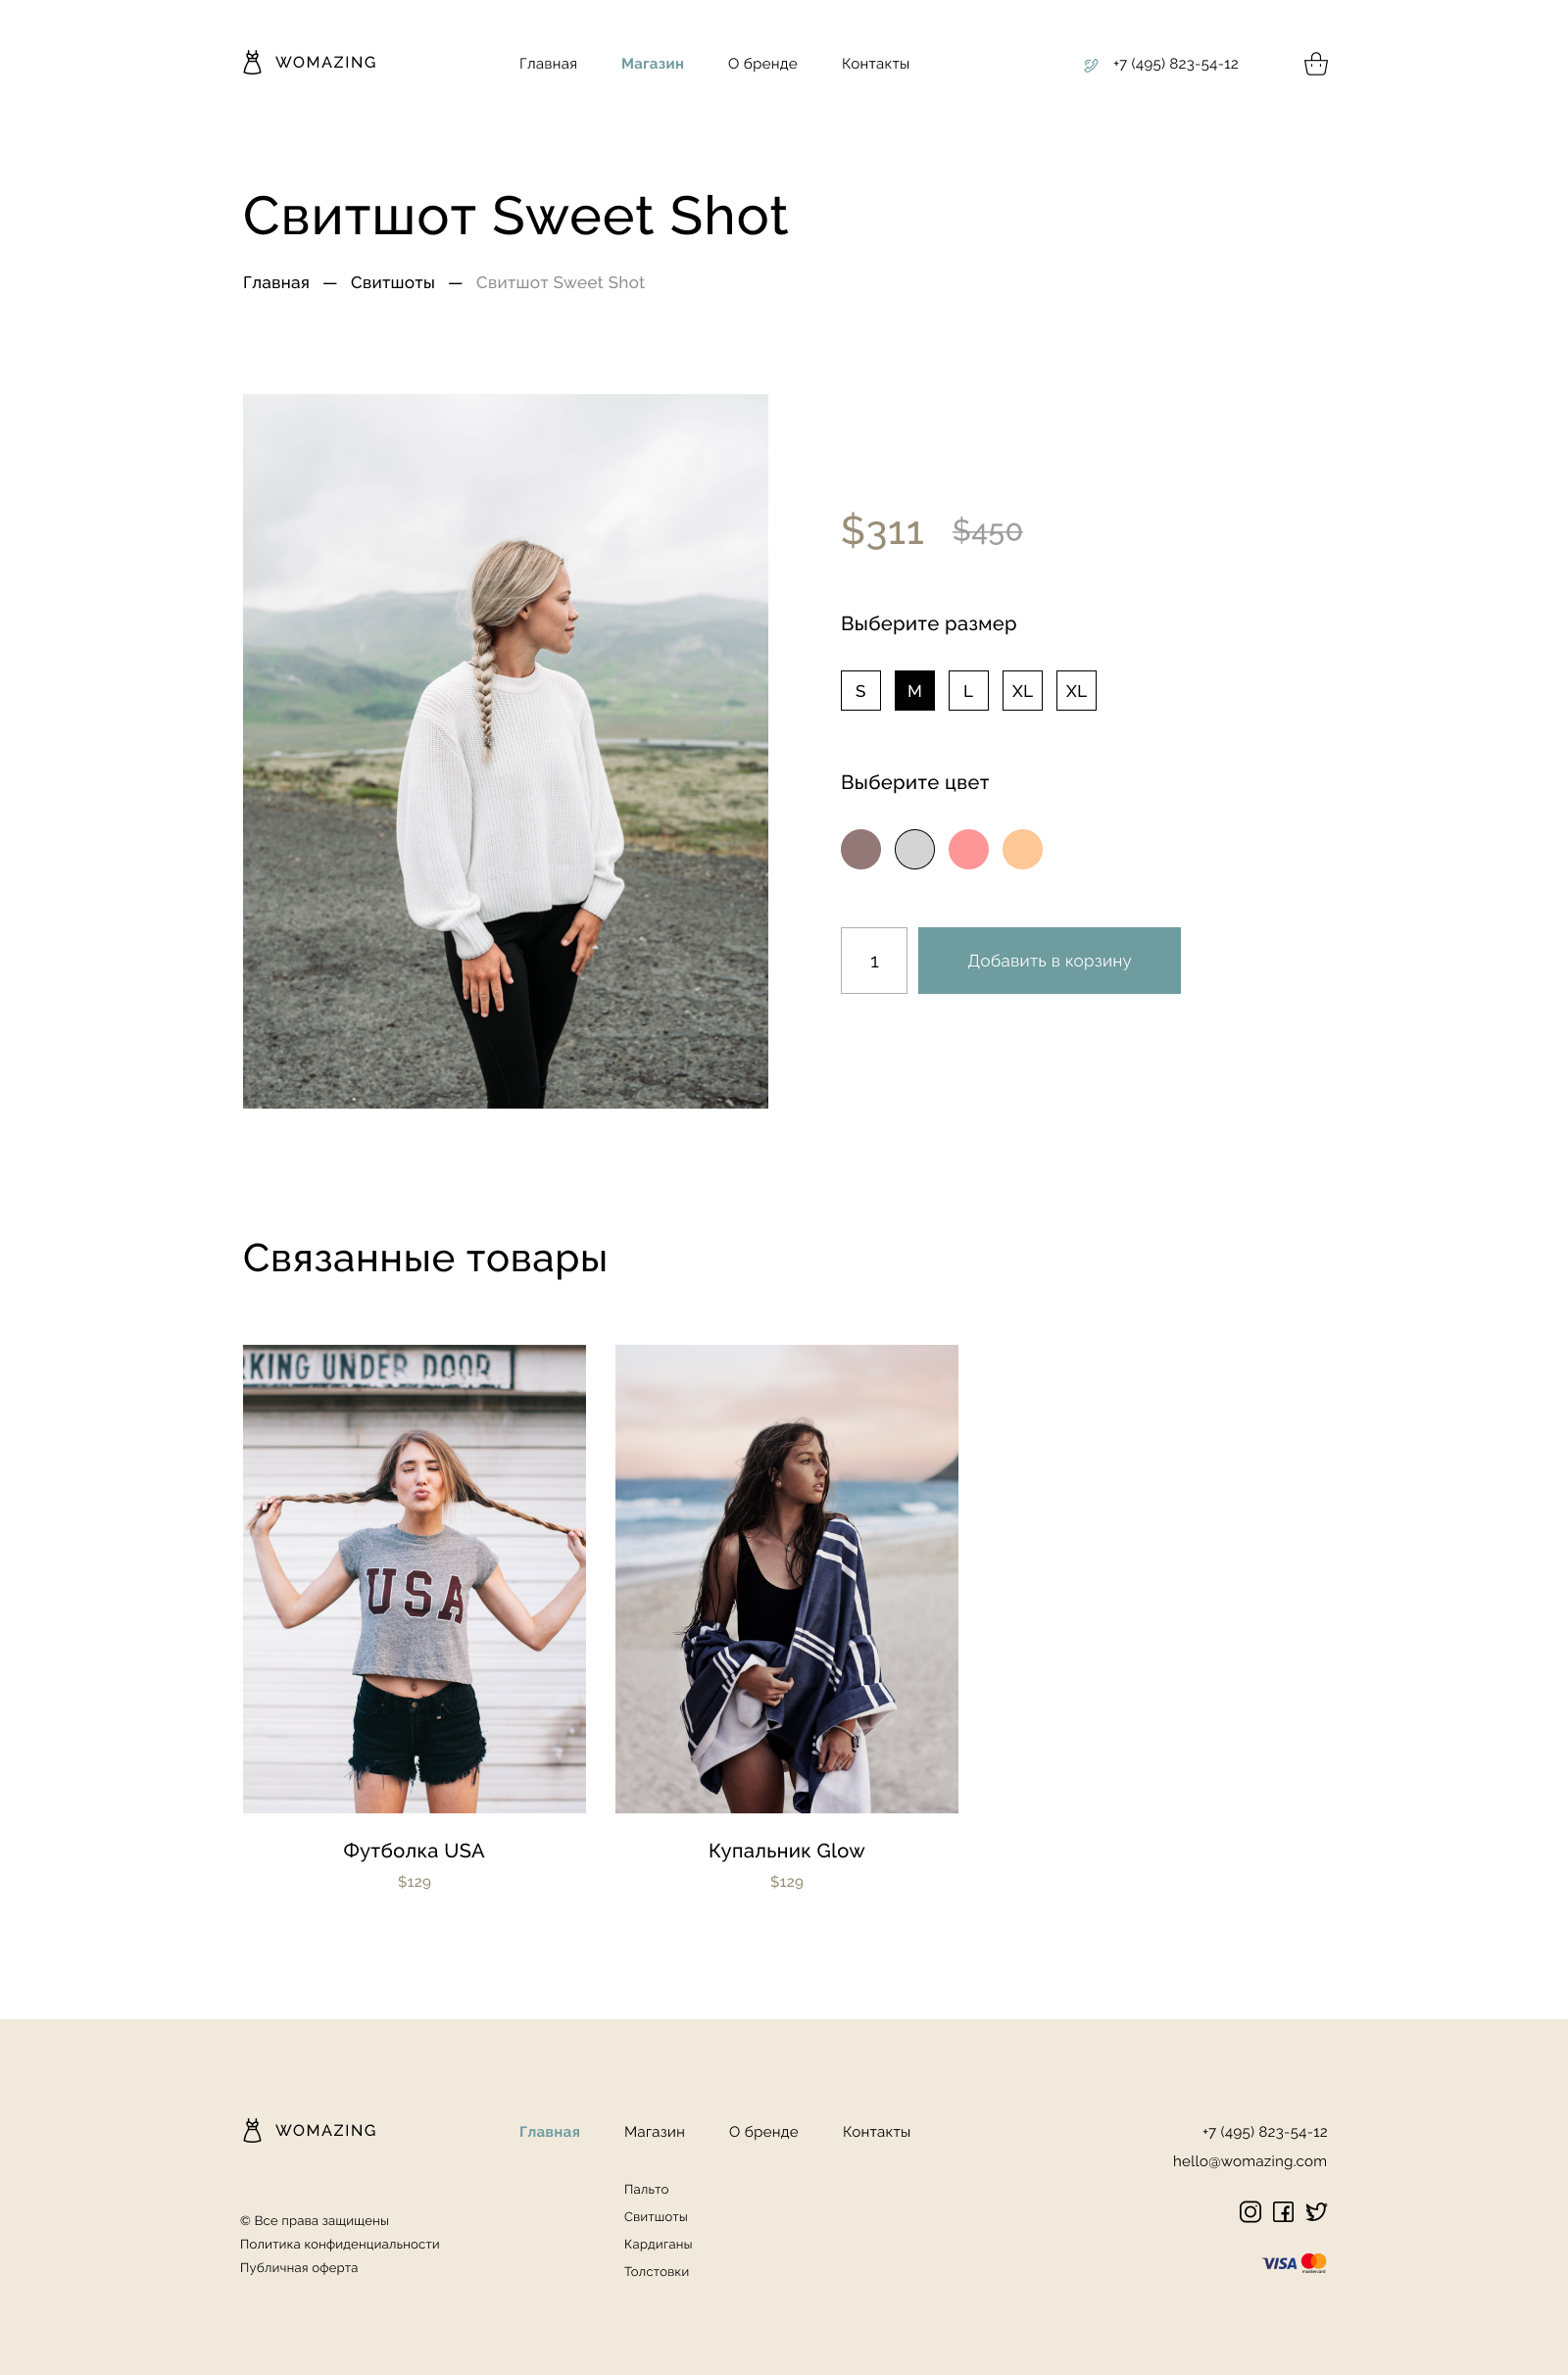 WOMAZING
Главная Магазин О бренде Контакты
+7 (495) 823-54-12
Свитшот Sweet Shot
Главная — Свитшоты — Свитшот Sweet Shot
$311 $450
Выберите размер
S M L XL XL
Выберите цвет
1 Добавить в корзину
Связанные товары
KING UNDER DOOR
USA
Футболка USA
$129
Купальник Glow
$129
WOMAZING
© Все права защищены
Политика конфиденциальности
Публичная оферта
Главная Магазин О бренде Контакты
Пальто
Свитшоты
Кардиганы
Толстовки
+7 (495) 823-54-12
hello@womazing.com
VISA mastercard